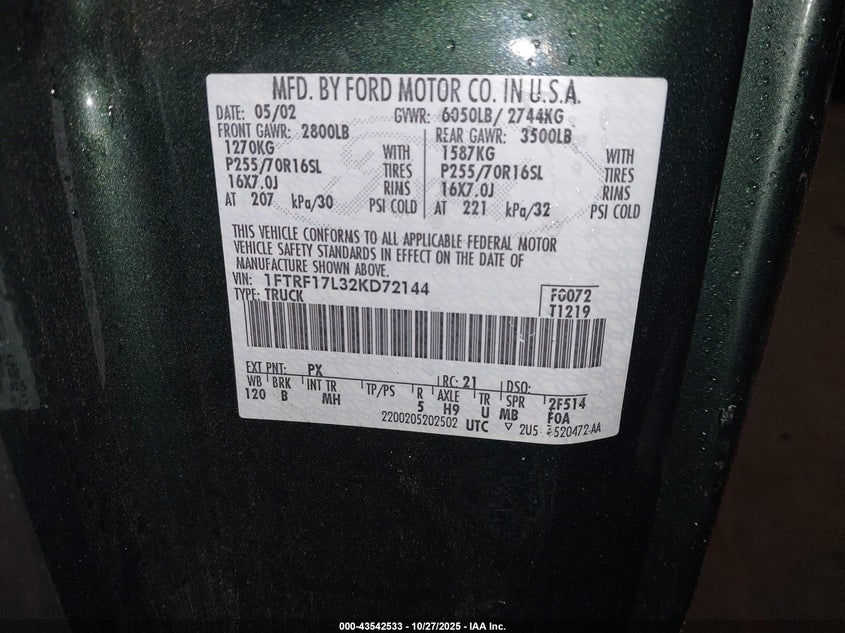 MFD. BY FORD MOTOR CO. IN U.S.A.
DATE: 05/02 GVWR: 6050LB/ 2744KG
FRONT GAWR: 2800LB REAR GAWR: 3500LB
1270KG WITH 1587KG WITH
P255/70R16SL TIRES P255/70R16SL TIRES
16X7.0J RIMS 16X7.0J RIMS
AT 207 kPa/30 PSI COLD AT 221 kPa/32 PSI COLD
THIS VEHICLE CONFORMS TO ALL APPLICABLE FEDERAL MOTOR
VEHICLE SAFETY STANDARDS IN EFFECT ON THE DATE OF
MANUFACTURE SHOWN ABOVE.
VIN: 1FTRF17L32KD72144
TYPE: TRUCK F0072
T1219
EXT PNT: PX RC: 21 DSO:
WB BRK INT TR TP/PS R AXLE TR SPR 2F514
120 B MH 5 H9 U MB F0A
2200205202502 UTC ▽ 2U5 520472 AA
000-43542533 - 10/27/2025 - IAA Inc.